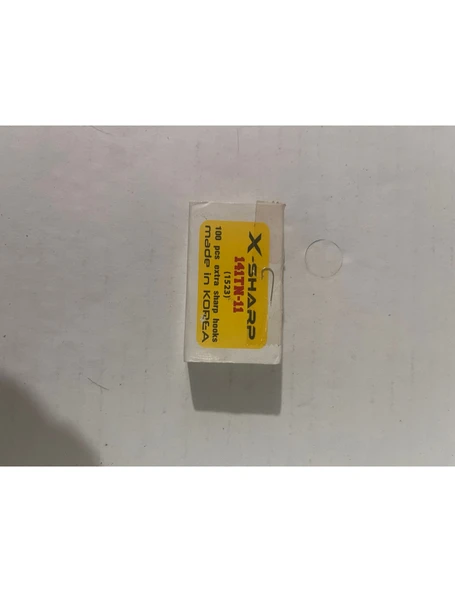 X-SHARP
141TM-11
(1523)
100 pcs extra sharp hooks
made in KOREA